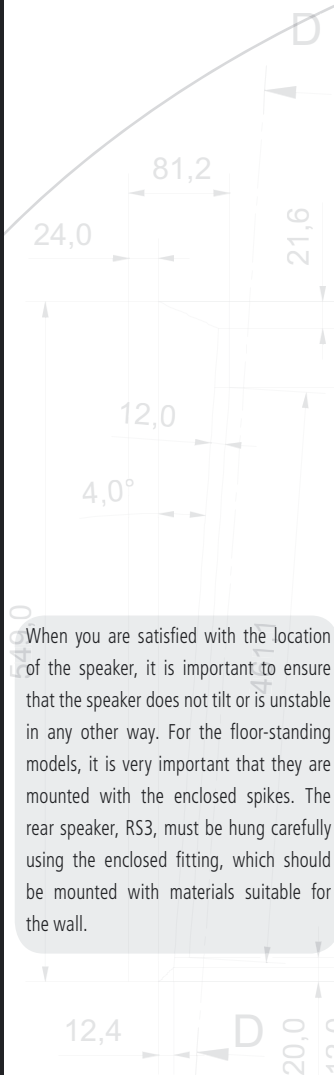 D
81,2
24,0
21,6
12,0
4,0°
549,0
461,1
When you are satisfied with the location
of the speaker, it is important to ensure
that the speaker does not tilt or is unstable
in any other way. For the floor-standing
models, it is very important that they are
mounted with the enclosed spikes. The
rear speaker, RS3, must be hung carefully
using the enclosed fitting, which should
be mounted with materials suitable for
the wall.
12,4
D
20,0